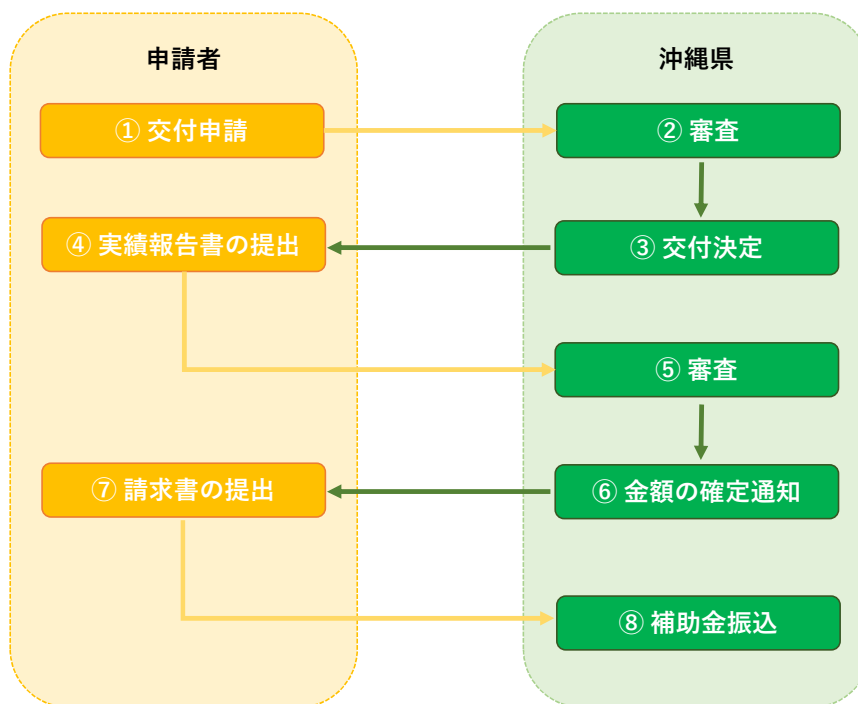 申請者
沖縄県
① 交付申請
② 審査
④ 実績報告書の提出
③ 交付決定
⑤ 審査
⑦ 請求書の提出
⑥ 金額の確定通知
⑧ 補助金振込